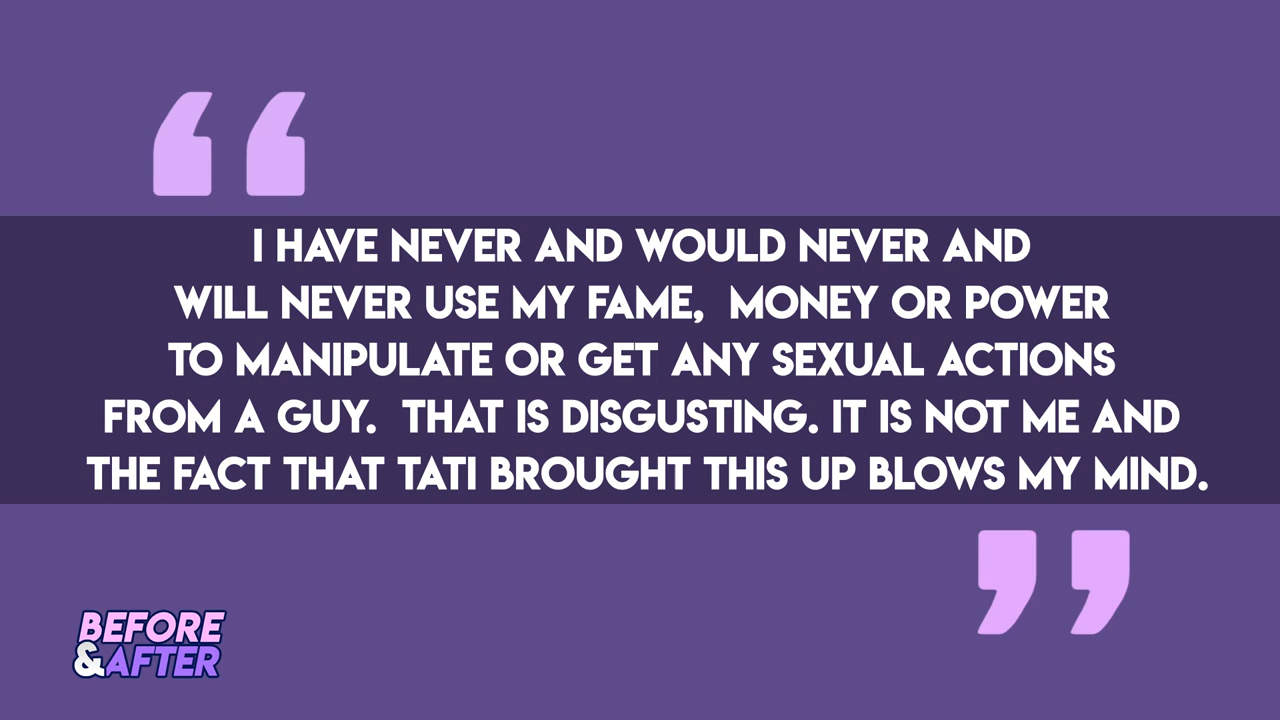 “
I HAVE NEVER AND WOULD NEVER AND
WILL NEVER USE MY FAME,  MONEY OR POWER
TO MANIPULATE OR GET ANY SEXUAL ACTIONS
FROM A GUY.  THAT IS DISGUSTING. IT IS NOT ME AND
THE FACT THAT TATI BROUGHT THIS UP BLOWS MY MIND.
”
BEFORE
&AFTER